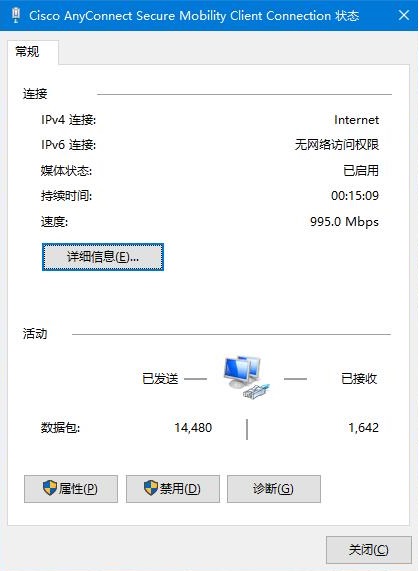 Cisco AnyConnect Secure Mobility Client Connection 状态
常规
连接
IPv4 连接: Internet
IPv6 连接: 无网络访问权限
媒体状态: 已启用
持续时间: 00:15:09
速度: 995.0 Mbps
详细信息(E)...
活动
已发送 已接收
数据包: 14,480 1,642
属性(P) 禁用(D) 诊断(G)
关闭(C)